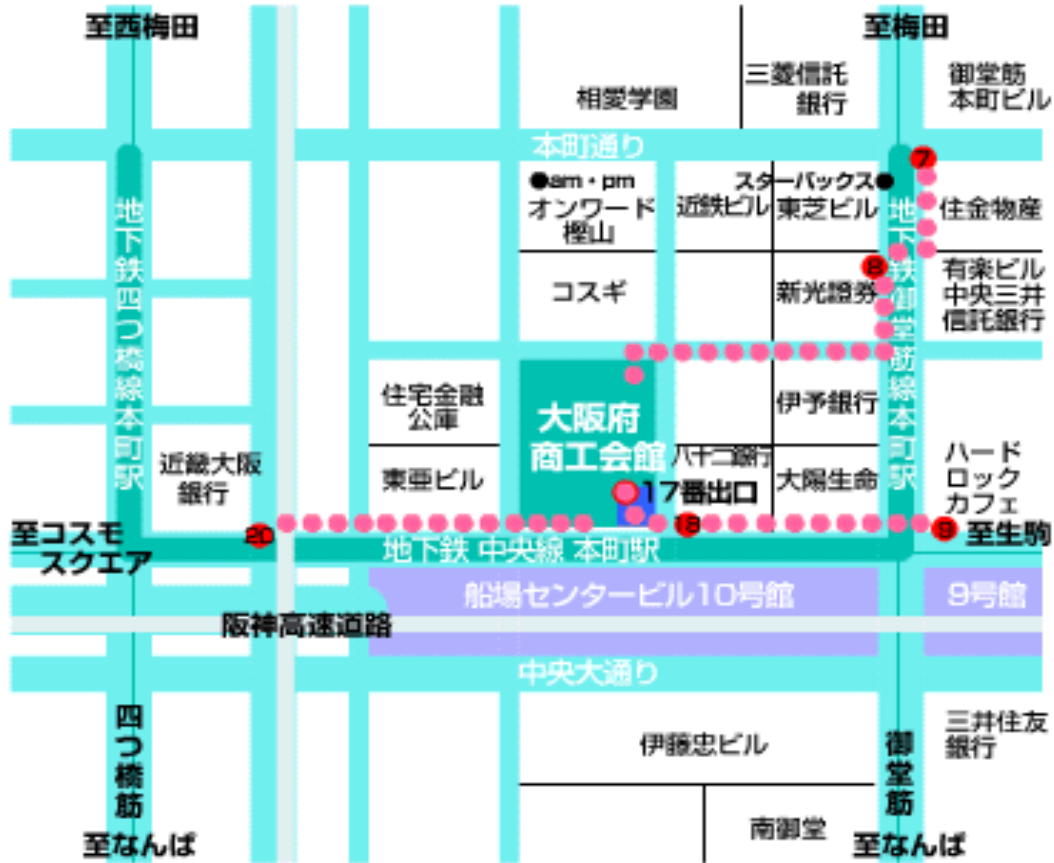 至西梅田
至梅田
三菱信託
銀行
御堂筋
本町ビル
相愛学園
本町通り
7
●am・pm
オンワード
樫山
近鉄ビル
スターバックス●
東芝ビル
住金物産
地下鉄四つ橋線本町駅
地下鉄御堂筋線本町駅
8
コスギ
新光證券
有楽ビル
中央三井
信託銀行
住宅金融
公庫
大阪府
商工会館
伊予銀行
近畿大阪
銀行
東亜ビル
八十二銀行
大陽生命
ハード
ロック
カフェ
17番出口
20
18
9
至コスモ
スクエア
至生駒
地下鉄 中央線 本町駅
船場センタービル10号館
9号館
阪神高速道路
中央大通り
四つ橋筋
御堂筋
三井住友
銀行
伊藤忠ビル
南御堂
至なんば
至なんば